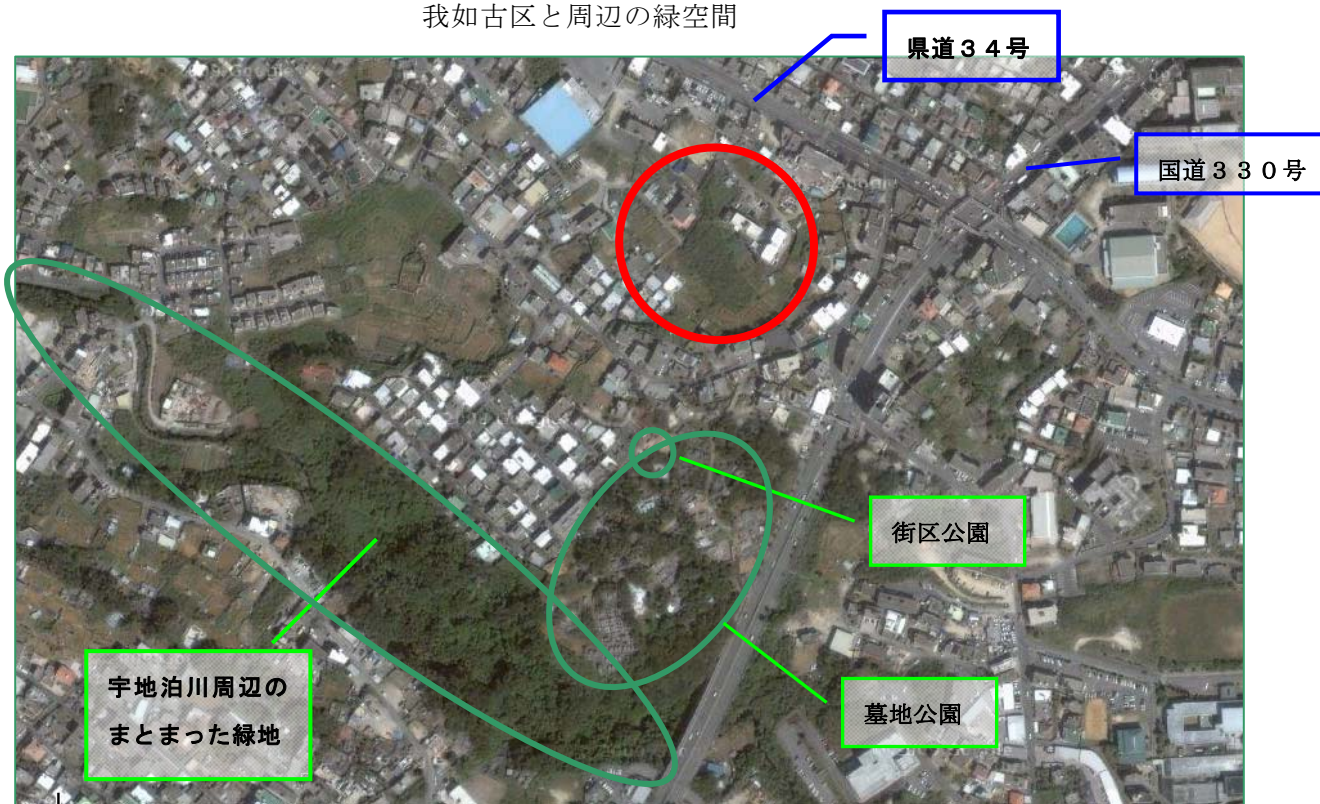 我如古区と周辺の緑空間
県道３４号
国道３３０号
街区公園
宇地泊川周辺の
まとまった緑地
墓地公園